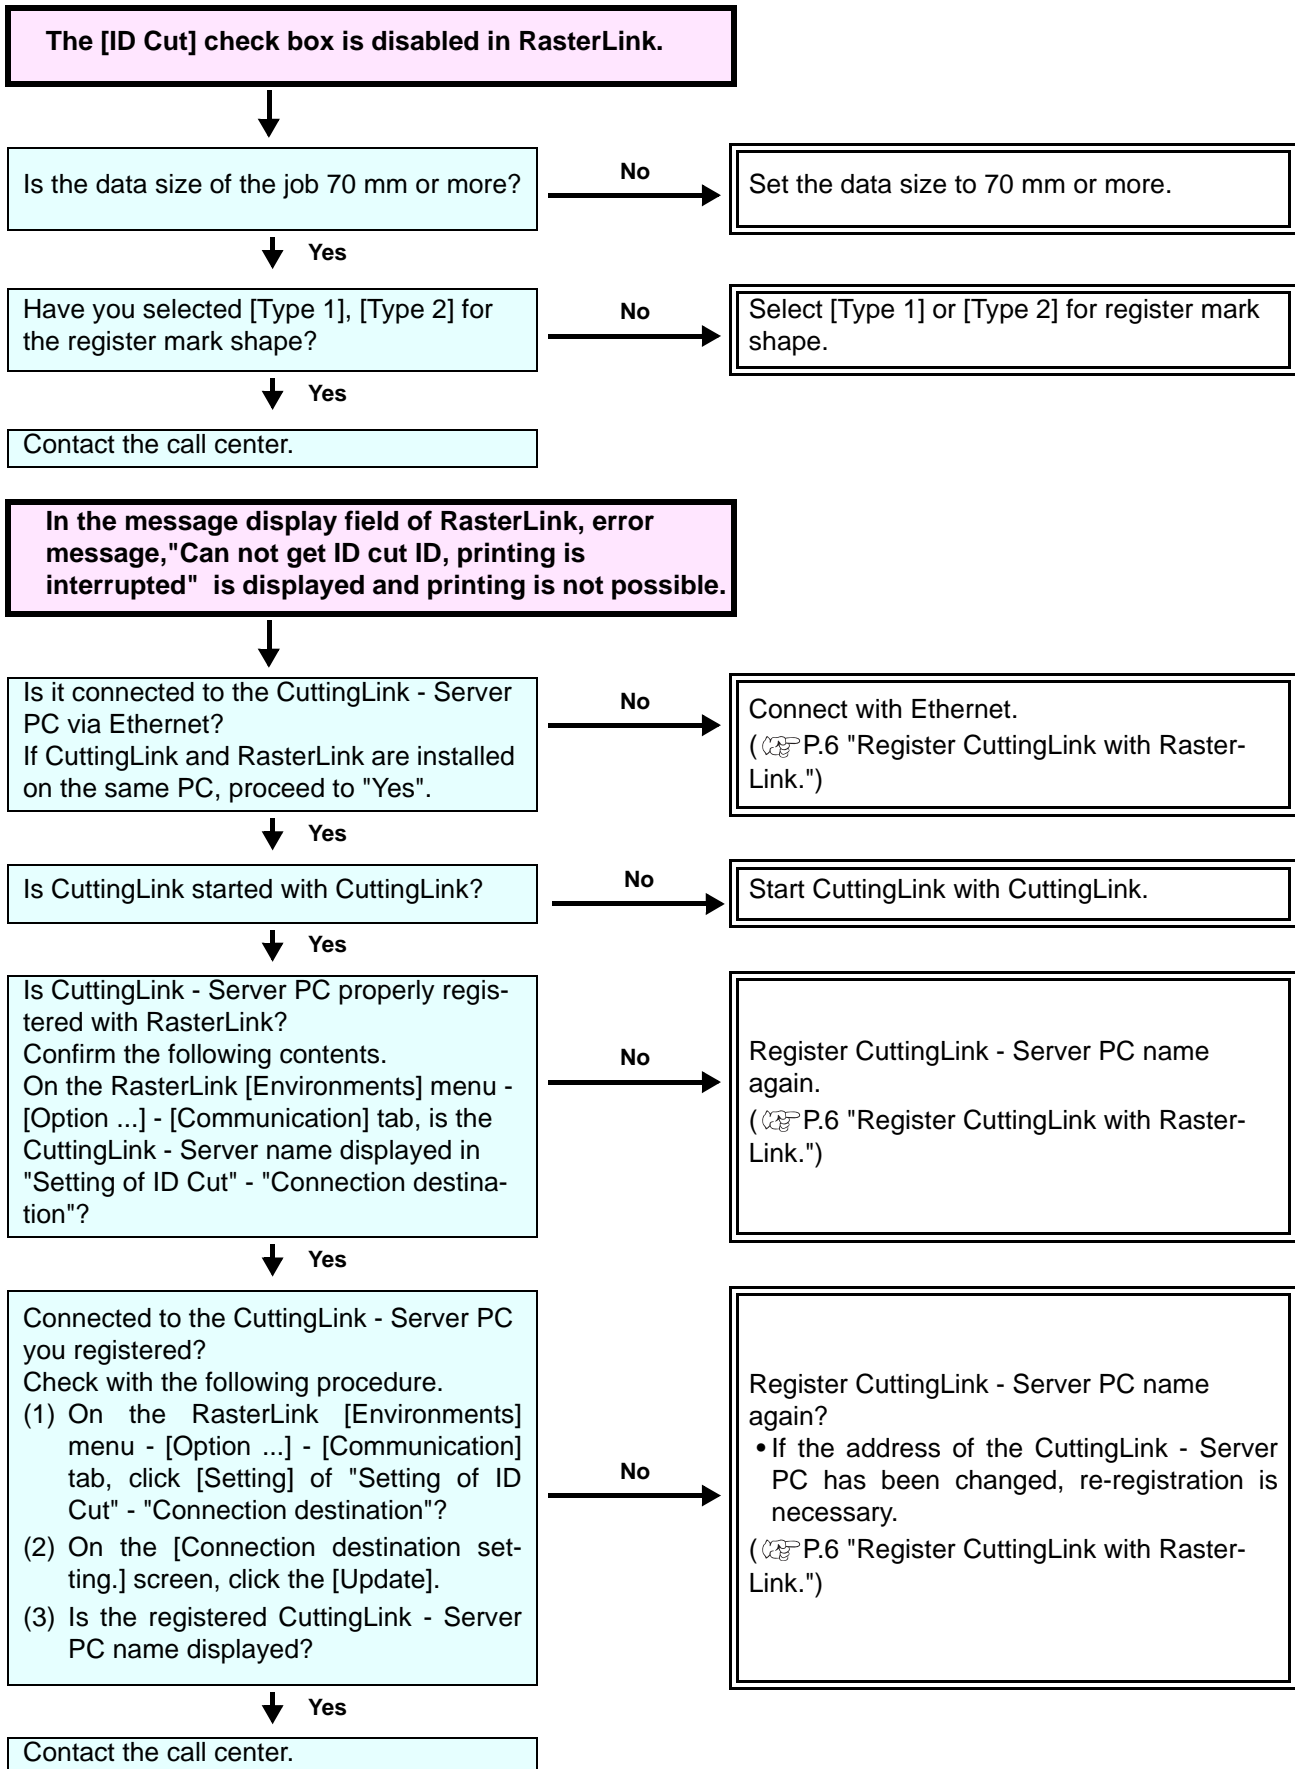 The [ID Cut] check box is disabled in RasterLink.
Is the data size of the job 70 mm or more?
No
Set the data size to 70 mm or more.
Yes
Have you selected [Type 1], [Type 2] for
the register mark shape?
No
Select [Type 1] or [Type 2] for register mark
shape.
Yes
Contact the call center.
In the message display field of RasterLink, error
message,"Can not get ID cut ID, printing is
interrupted"  is displayed and printing is not possible.
Is it connected to the CuttingLink - Server
PC via Ethernet?
If CuttingLink and RasterLink are installed
on the same PC, proceed to "Yes".
No
Connect with Ethernet.
(☞P.6 "Register CuttingLink with Raster-
Link.")
Yes
Is CuttingLink started with CuttingLink?
No
Start CuttingLink with CuttingLink.
Yes
Is CuttingLink - Server PC properly regis-
tered with RasterLink?
Confirm the following contents.
On the RasterLink [Environments] menu -
[Option ...] - [Communication] tab, is the
CuttingLink - Server name displayed in
"Setting of ID Cut" - "Connection destina-
tion"?
No
Register CuttingLink - Server PC name
again.
(☞P.6 "Register CuttingLink with Raster-
Link.")
Yes
Connected to the CuttingLink - Server PC
you registered?
Check with the following procedure.
(1) On the RasterLink [Environments]
menu - [Option ...] - [Communication]
tab, click [Setting] of "Setting of ID
Cut" - "Connection destination"?
(2) On the [Connection destination set-
ting.] screen, click the [Update].
(3) Is the registered CuttingLink - Server
PC name displayed?
No
Register CuttingLink - Server PC name
again?
• If the address of the CuttingLink - Server
PC has been changed, re-registration is
necessary.
(☞P.6 "Register CuttingLink with Raster-
Link.")
Yes
Contact the call center.